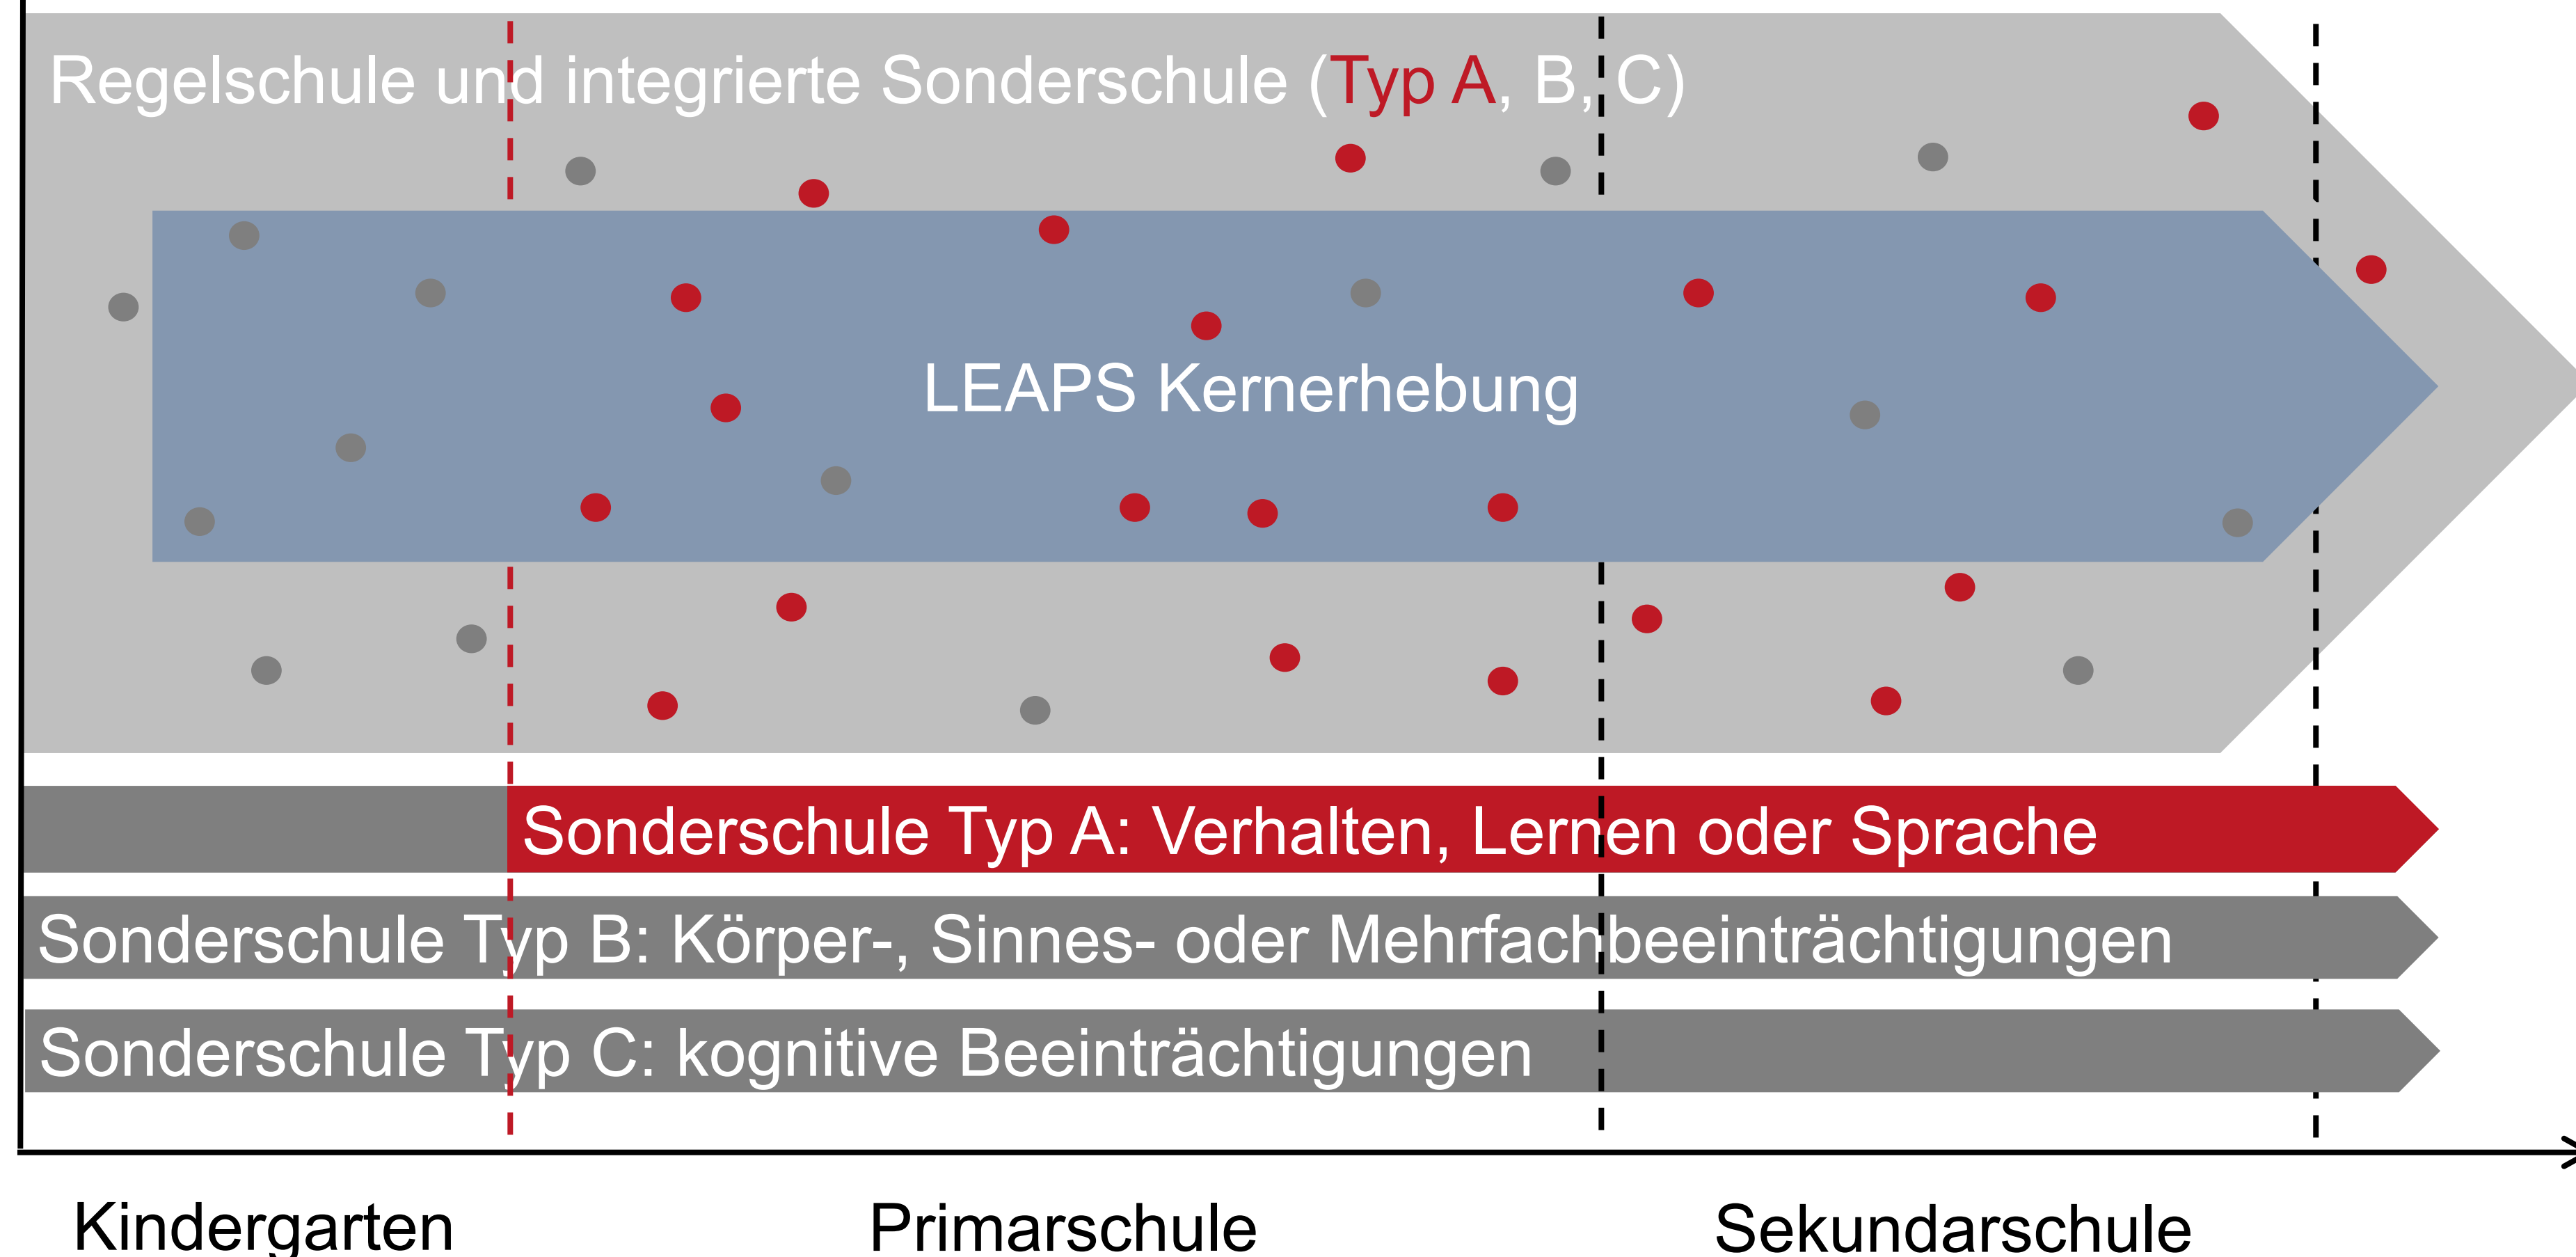 Regelschule und integrierte Sonderschule (Typ A, B, C)
LEAPS Kernerhebung
Sonderschule Typ A: Verhalten, Lernen oder Sprache
Sonderschule Typ B: Körper-, Sinnes- oder Mehrfachbeeinträchtigungen
Sonderschule Typ C: kognitive Beeinträchtigungen
Kindergarten
Primarschule
Sekundarschule